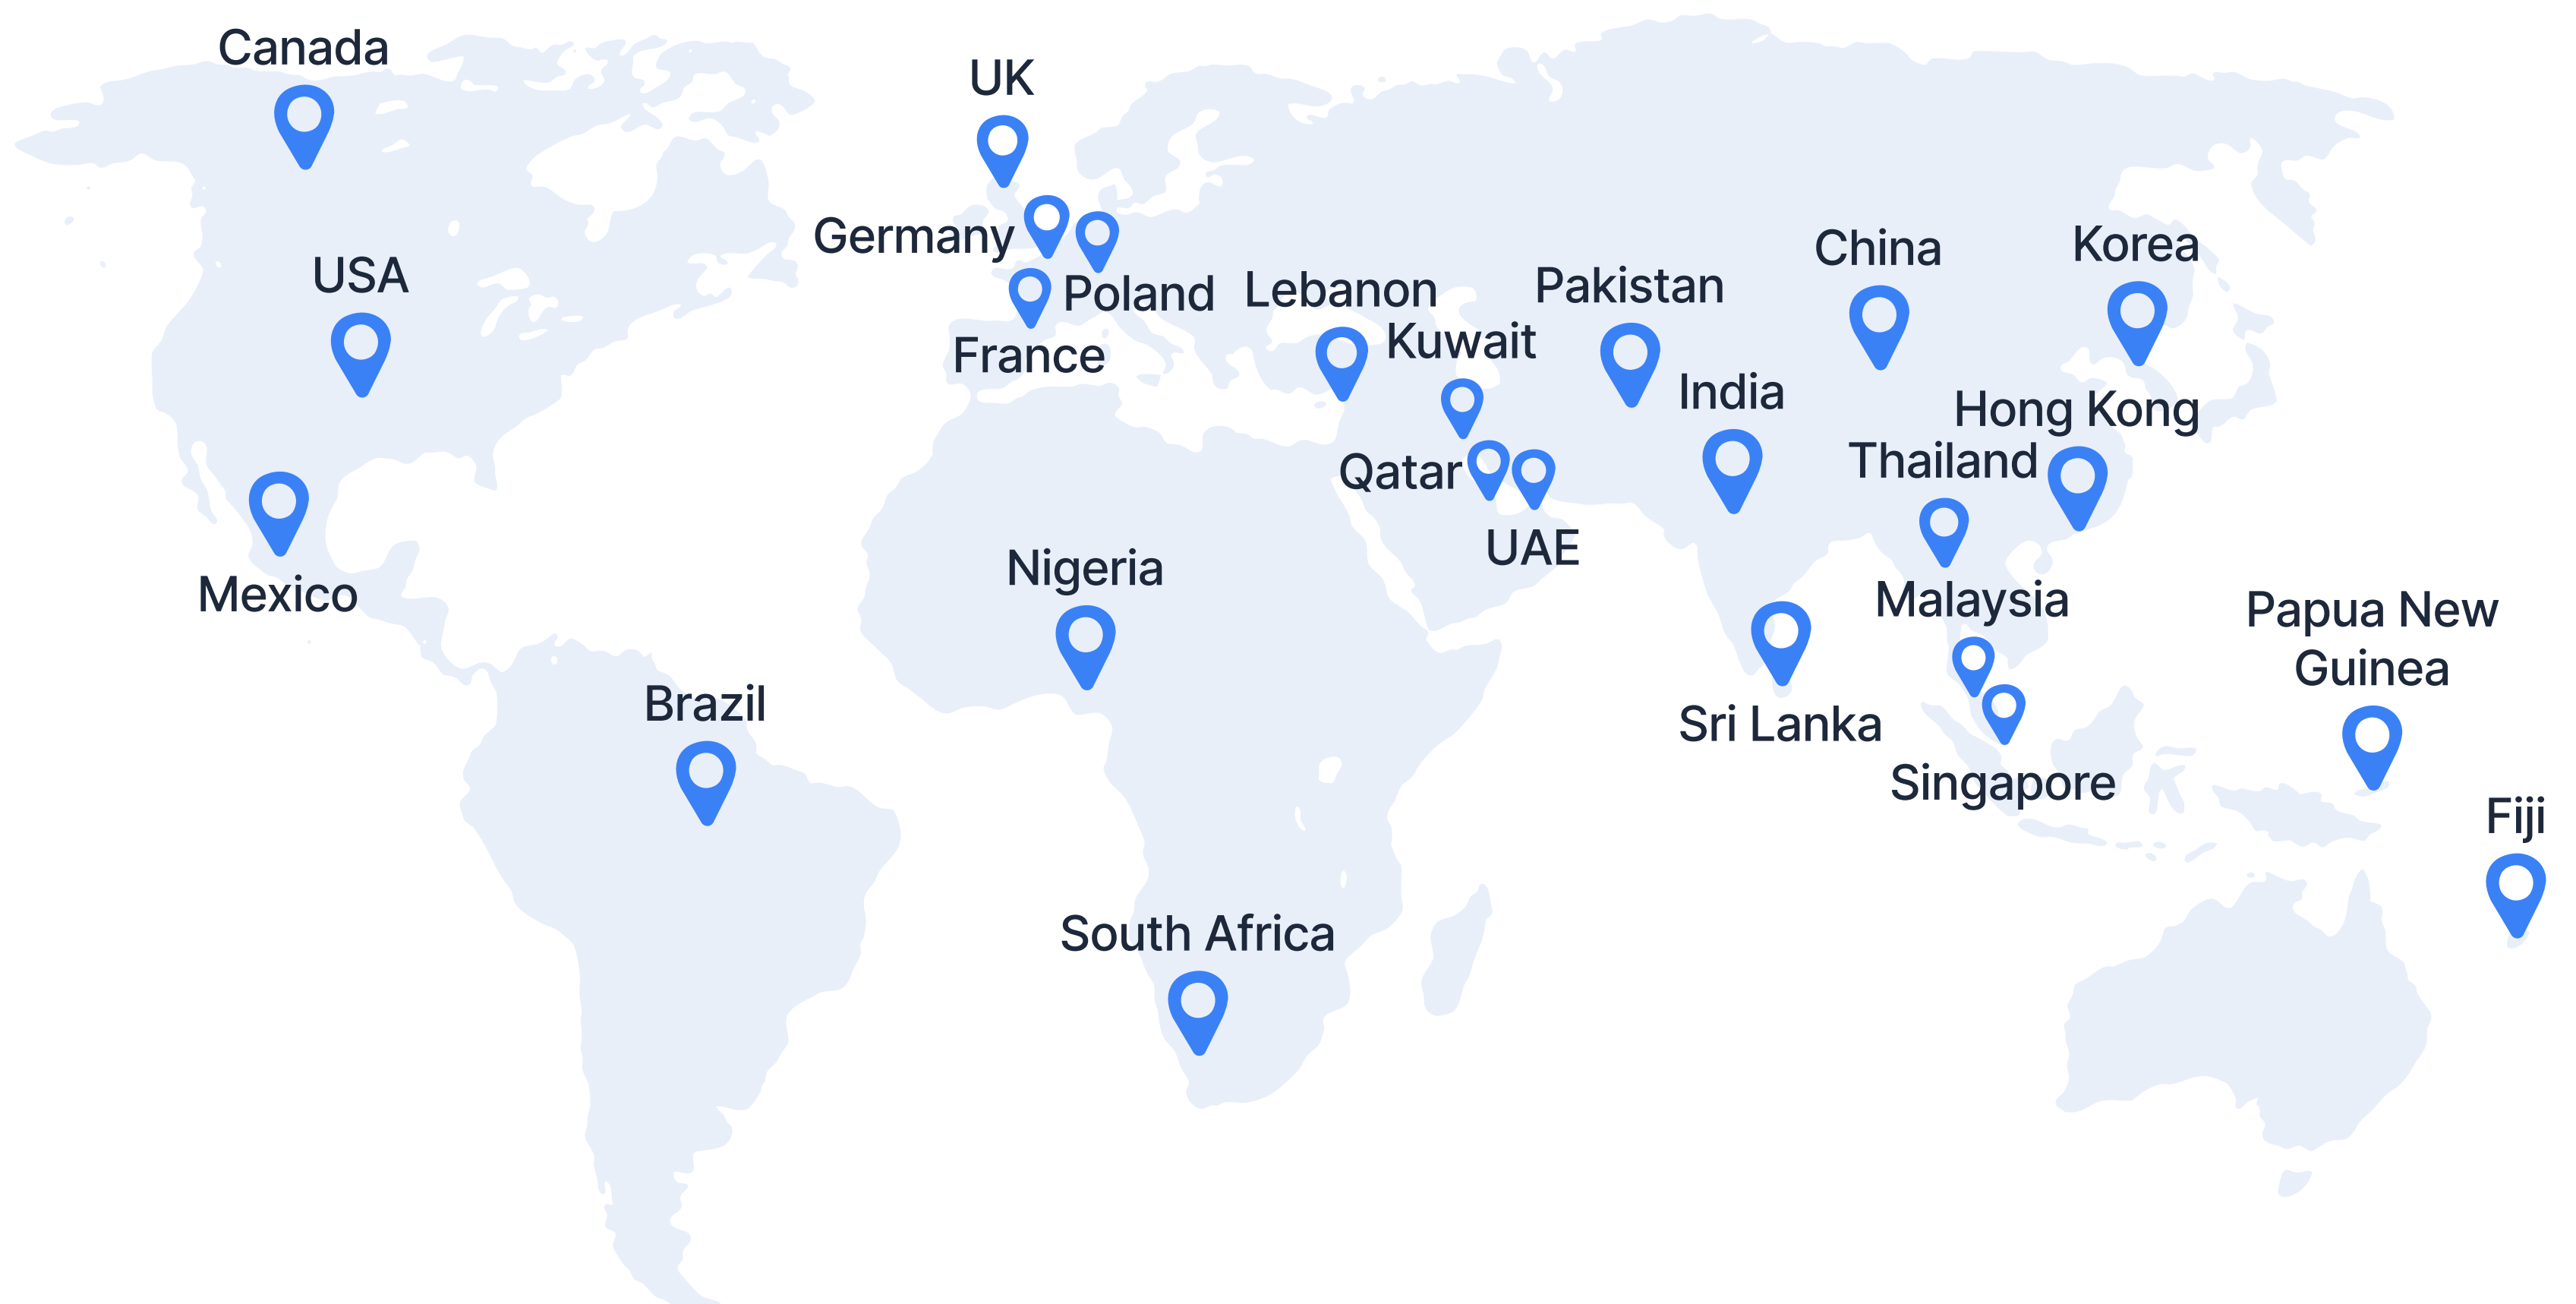 Canada
UK
Germany
Poland
France
USA
Mexico
Lebanon
Kuwait
Pakistan
China
Korea
India
Hong Kong
Thailand
Qatar
UAE
Nigeria
Malaysia
Papua New
Guinea
Brazil
Sri Lanka
Singapore
Fiji
South Africa